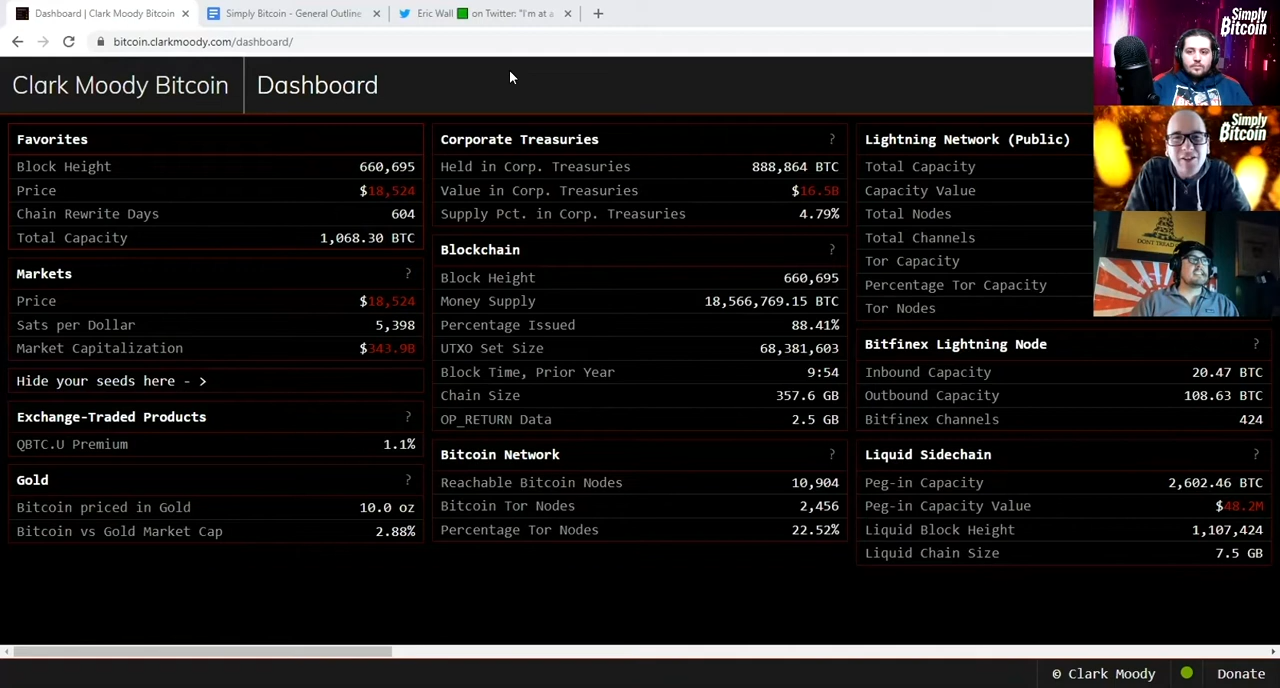 Dashboard | Clark Moody Bitcoin
Simply Bitcoin - General Outline
Eric Wall on Twitter: "I'm at a
bitcoin.clarkmoody.com/dashboard/
Clark Moody Bitcoin Dashboard
Favorites
Block Height 660,695
Price $18,524
Chain Rewrite Days 604
Total Capacity 1,068.30 BTC
Markets ?
Price $18,524
Sats per Dollar 5,398
Market Capitalization $343.9B
Hide your seeds here - >
Exchange-Traded Products ?
QBTC.U Premium 1.1%
Gold ?
Bitcoin priced in Gold 10.0 oz
Bitcoin vs Gold Market Cap 2.88%
Corporate Treasuries ?
Held in Corp. Treasuries 888,864 BTC
Value in Corp. Treasuries $16.5B
Supply Pct. in Corp. Treasuries 4.79%
Blockchain ?
Block Height 660,695
Money Supply 18,566,769.15 BTC
Percentage Issued 88.41%
UTXO Set Size 68,381,603
Block Time, Prior Year 9:54
Chain Size 357.6 GB
OP_RETURN Data 2.5 GB
Bitcoin Network ?
Reachable Bitcoin Nodes 10,904
Bitcoin Tor Nodes 2,456
Percentage Tor Nodes 22.52%
Lightning Network (Public)
Total Capacity
Capacity Value
Total Nodes
Total Channels
Tor Capacity
Percentage Tor Capacity
Tor Nodes
Bitfinex Lightning Node ?
Inbound Capacity 20.47 BTC
Outbound Capacity 108.63 BTC
Bitfinex Channels 424
Liquid Sidechain ?
Peg-in Capacity 2,602.46 BTC
Peg-in Capacity Value $48.2M
Liquid Block Height 1,107,424
Liquid Chain Size 7.5 GB
Simply
Bitcoin
Simply
Bitcoin
DONT TREAD
© Clark Moody
Donate